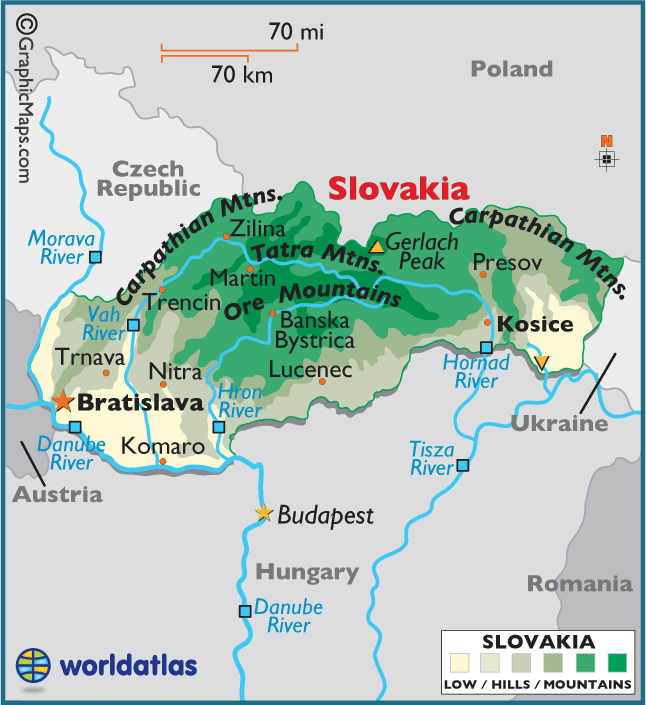 © GraphicMaps.com
70 mi
70 km
Poland
N
Czech
Republic
Slovakia
Carpathian Mtns.
Carpathian Mtns.
Morava
River
Zilina
Gerlach
Peak
Tatra Mtns.
Martin
Presov
Trencin
Ore Mountains
Vah
River
Banska
Bystrica
Kosice
Trnava
Nitra
Lucenec
Hornad
River
Bratislava
Hron
River
Ukraine
Danube
River
Komaro
Tisza
River
Austria
Budapest
Hungary
Romania
Danube
River
SLOVAKIA
LOW / HILLS / MOUNTAINS
worldatlas